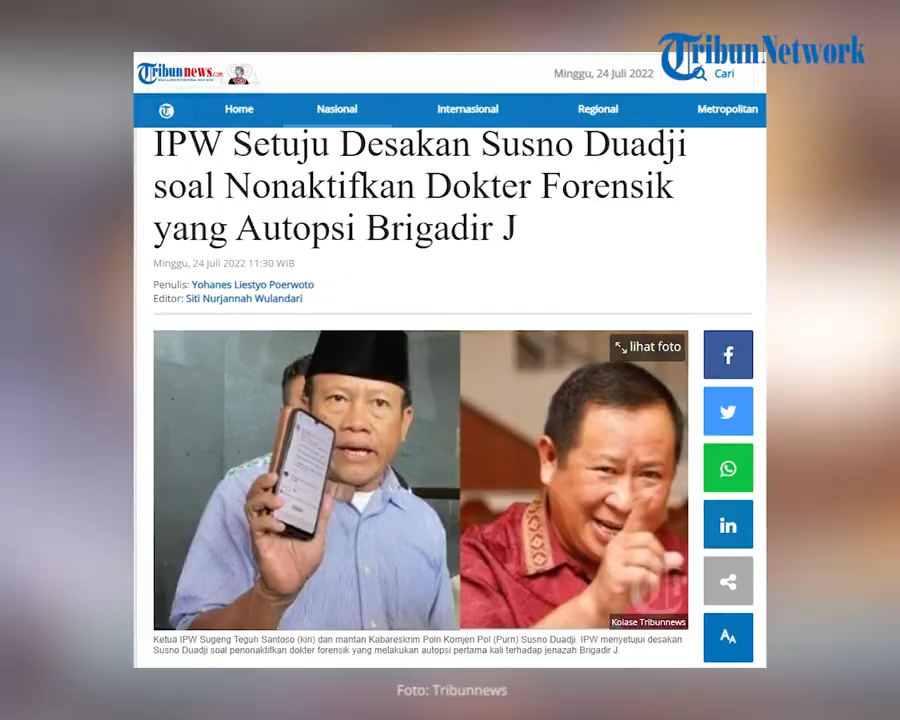 TribunNetwork
Tribunnews.com
Minggu, 24 Juli 2022
Cari
Home
Nasional
Internasional
Regional
Metropolitan
IPW Setuju Desakan Susno Duadji
soal Nonaktifkan Dokter Forensik
yang Autopsi Brigadir J
Minggu, 24 Juli 2022 11:30 WIB
Penulis: Yohanes Liestyo Poerwoto
Editor: Siti Nurjannah Wulandari
lihat foto
Kolase Tribunnews
Ketua IPW Sugeng Teguh Santoso (kiri) dan mantan Kabareskrim Polri Komjen Pol (Purn) Susno Duadji. IPW menyetujui desakan
Susno Duadji soal penonaktifkan dokter forensik yang melakukan autopsi pertama kali terhadap jenazah Brigadir J.
Foto: Tribunnews